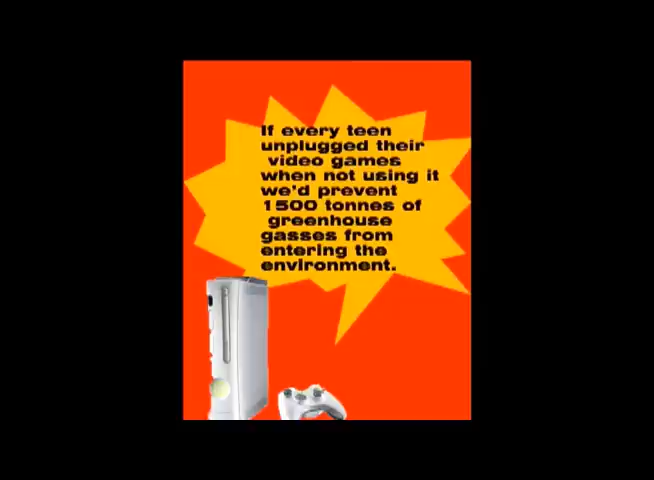 If every teen
unplugged their
video games
when not using it
we'd prevent
1500 tonnes of
greenhouse
gasses from
entering the
environment.